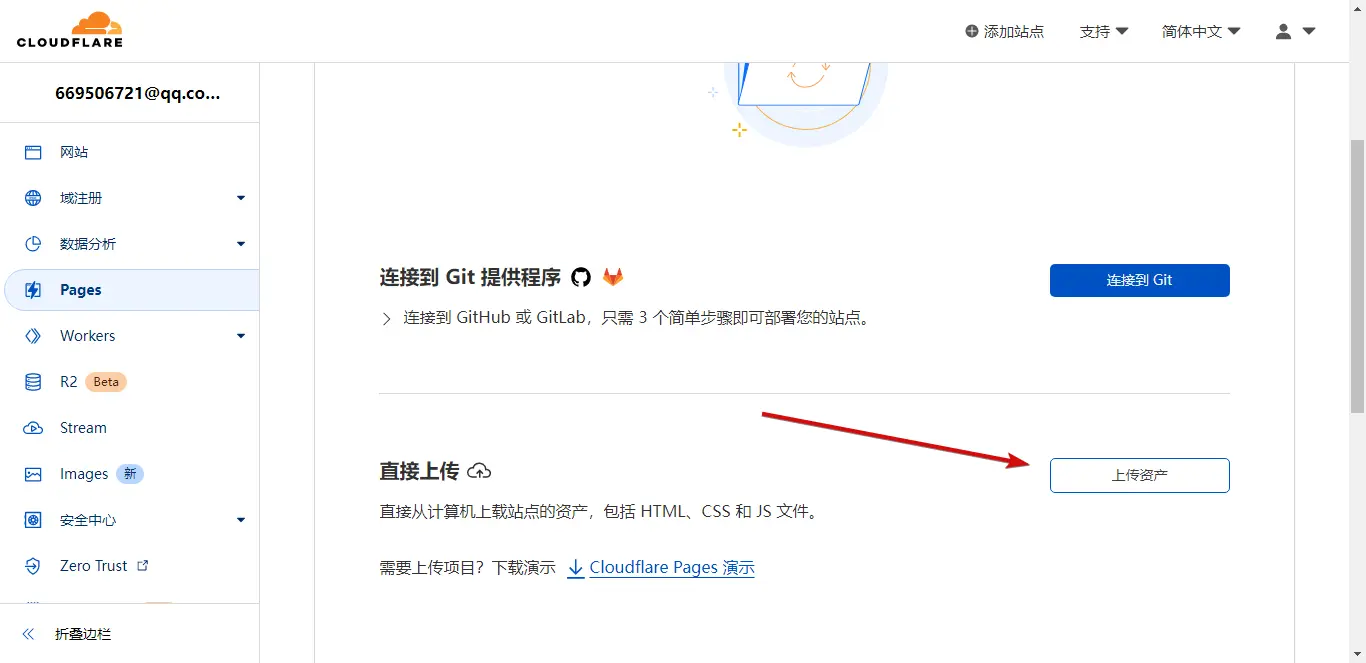 CLOUDFLARE
添加站点
支持
简体中文
669506721@qq.co...
网站
域注册
数据分析
Pages
Workers
R2 Beta
Stream
Images 新
安全中心
Zero Trust
折叠边栏
连接到 Git 提供程序
连接到 Git
连接到 GitHub 或 GitLab，只需 3 个简单步骤即可部署您的站点。
直接上传
上传资产
直接从计算机上载站点的资产，包括 HTML、CSS 和 JS 文件。
需要上传项目？下载演示 Cloudflare Pages 演示